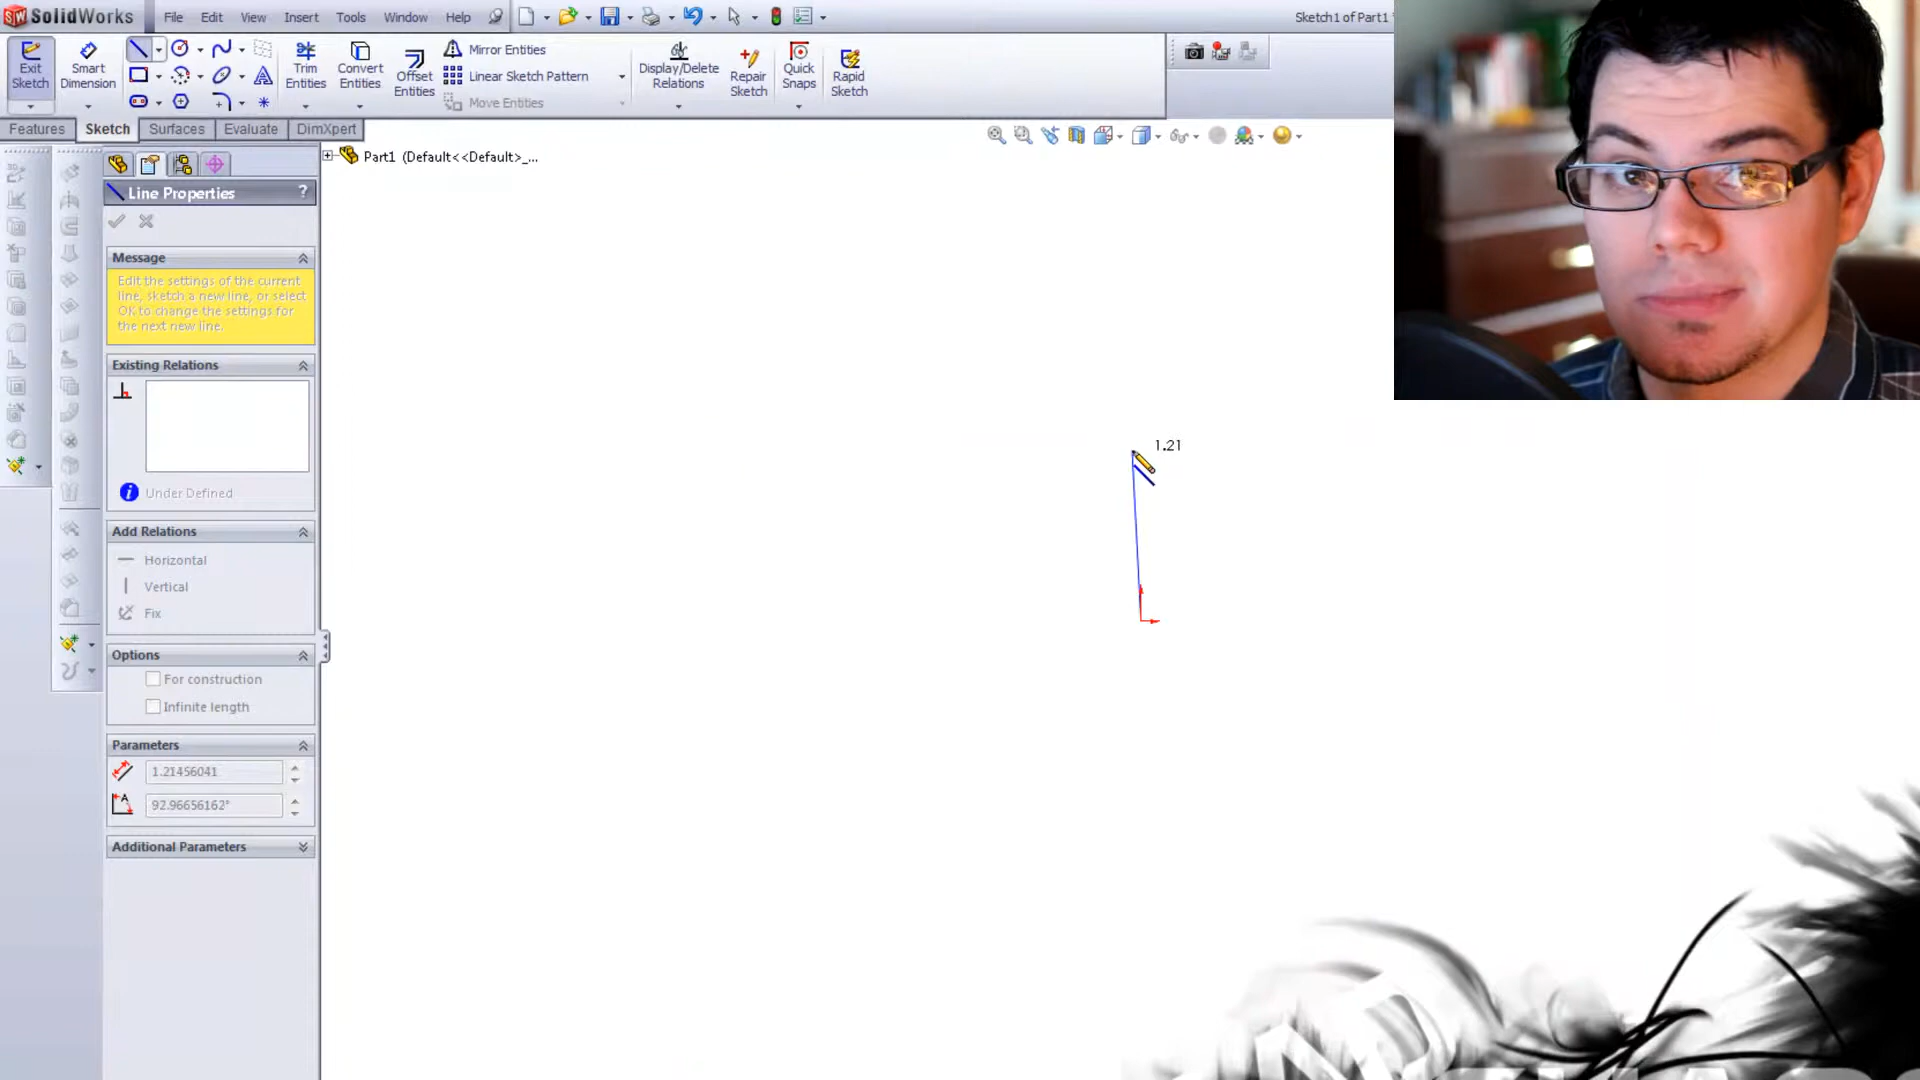 SolidWorks File Edit View Insert Tools Window Help Sketch1 of Part1 *
Exit Sketch
Smart Dimension
Trim Entities
Convert Entities
Offset Entities
Mirror Entities
Linear Sketch Pattern
Move Entities
Display/Delete Relations
Repair Sketch
Quick Snaps
Rapid Sketch
Features Sketch Surfaces Evaluate DimXpert
Part1 (Default<<Default>_...
Line Properties ?
Message
Edit the settings of the current
line, sketch a new line, or select
OK to change the settings for
the next new line.
Existing Relations
Under Defined
Add Relations
Horizontal
Vertical
Fix
Options
For construction
Infinite length
Parameters
1.21456041
92.96656162°
Additional Parameters
1.21